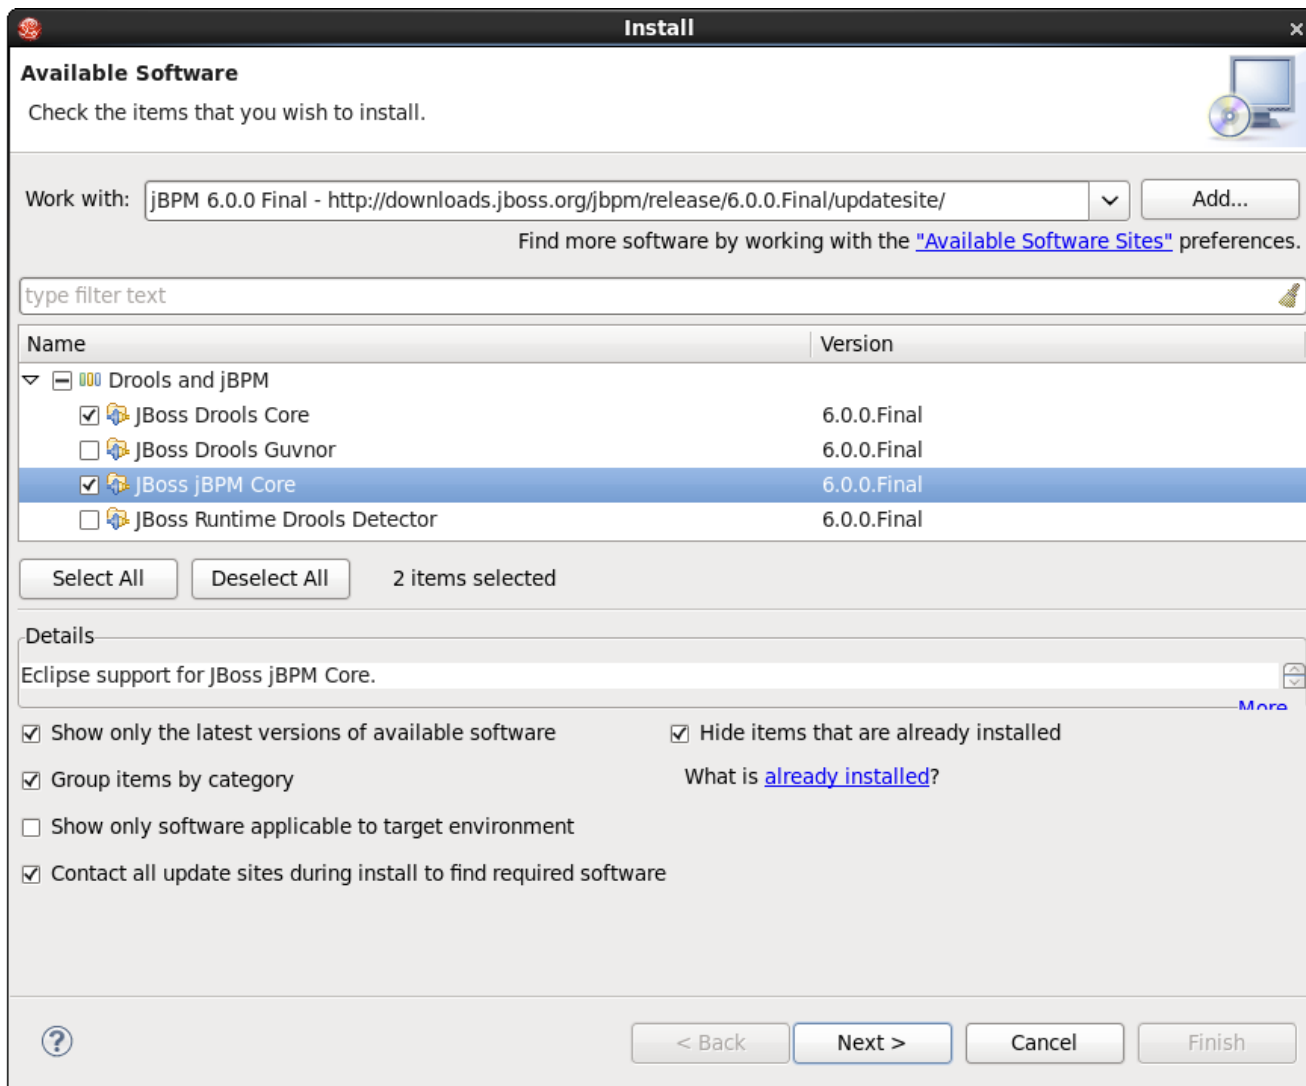 Install
Available Software
Check the items that you wish to install.
Work with: jBPM 6.0.0 Final - http://downloads.jboss.org/jbpm/release/6.0.0.Final/updatesite/ Add...
Find more software by working with the "Available Software Sites" preferences.
type filter text
Name Version
Drools and jBPM
JBoss Drools Core 6.0.0.Final
JBoss Drools Guvnor 6.0.0.Final
JBoss jBPM Core 6.0.0.Final
JBoss Runtime Drools Detector 6.0.0.Final
Select All Deselect All 2 items selected
Details
Eclipse support for JBoss jBPM Core.
More
Show only the latest versions of available software Hide items that are already installed
Group items by category What is already installed?
Show only software applicable to target environment
Contact all update sites during install to find required software
? < Back Next > Cancel Finish